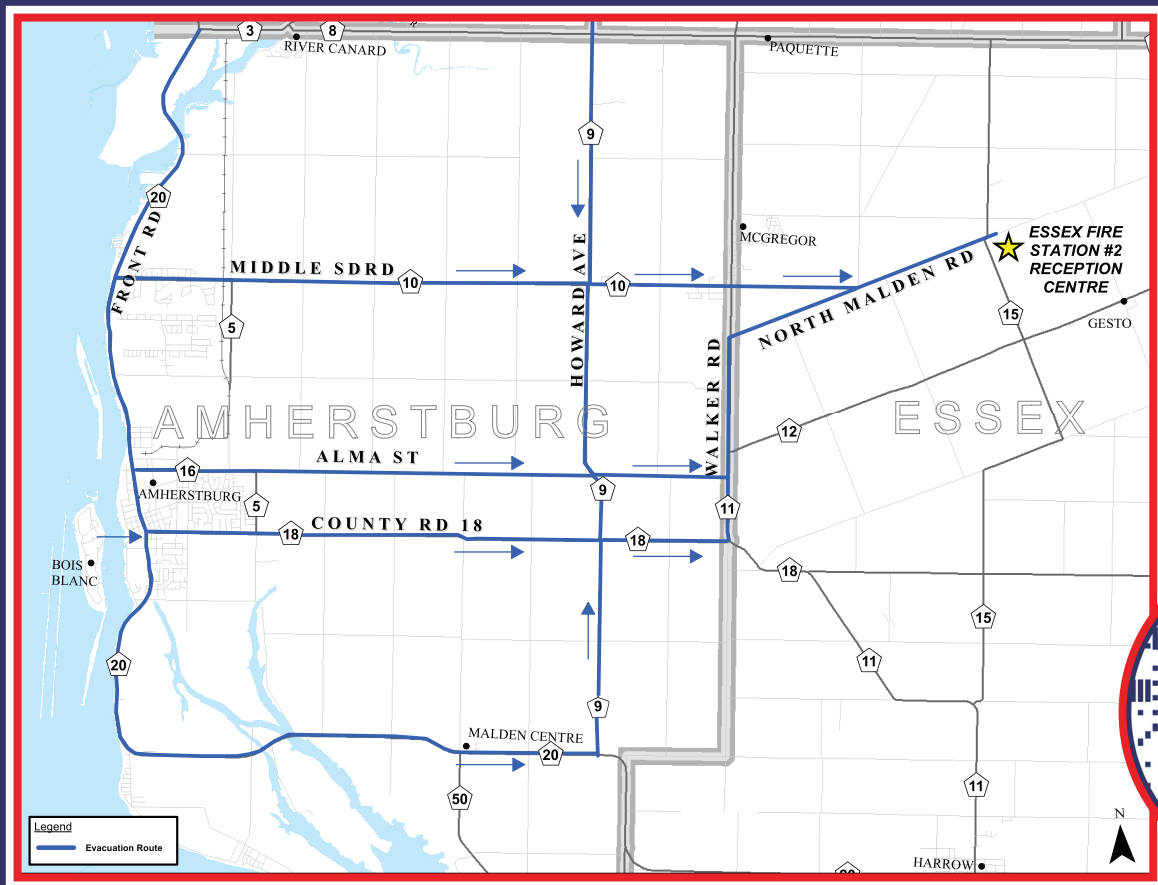 3
8
RIVER CANARD
PAQUETTE
9
20
FRONT RD
MIDDLE SDRD
10
HOWARD AVE
10
MCGREGOR
ESSEX FIRE
STATION #2
RECEPTION
CENTRE
NORTH MALDEN RD
15
GESTO
5
WALKER RD
AMHERSTBURG
ESSEX
12
ALMA ST
16
AMHERSTBURG
5
9
11
COUNTY RD 18
18
18
BOIS
BLANC
18
15
20
11
9
MALDEN CENTRE
20
50
11
N
Legend
Evacuation Route
HARROW